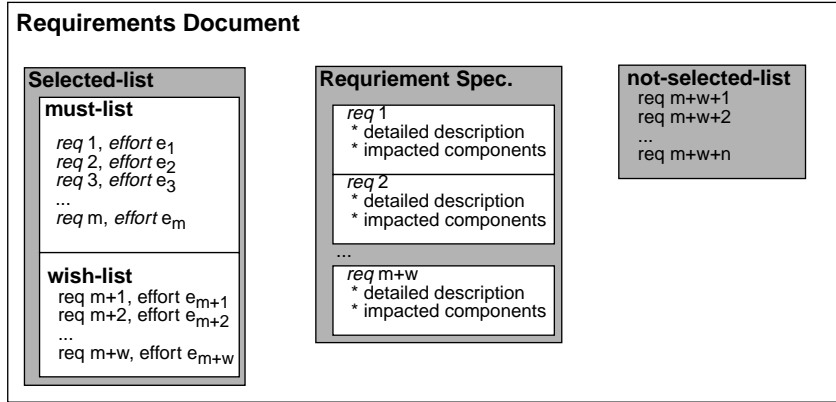 Requirements Document
Selected-list
must-list
req 1, effort e1
req 2, effort e2
req 3, effort e3
...
req m, effort em
wish-list
req m+1, effort em+1
req m+2, effort em+2
...
req m+w, effort em+w
Requriement Spec.
req 1
* detailed description
* impacted components
req 2
* detailed description
* impacted components
...
req m+w
* detailed description
* impacted components
not-selected-list
req m+w+1
req m+w+2
...
req m+w+n